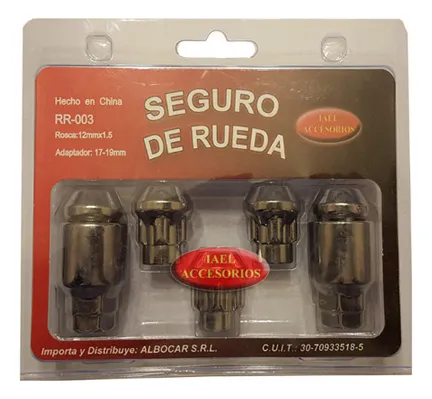 Hecho en China
RR-003
Rosca:12mmx1.5
Adaptador: 17-19mm
SEGURO
DE RUEDA
IAEL
ACCESORIOS
IAEL
ACCESORIOS
Importa y Distribuye: ALBOCAR S.R.L.
C.U.I.T.: 30-70933518-5